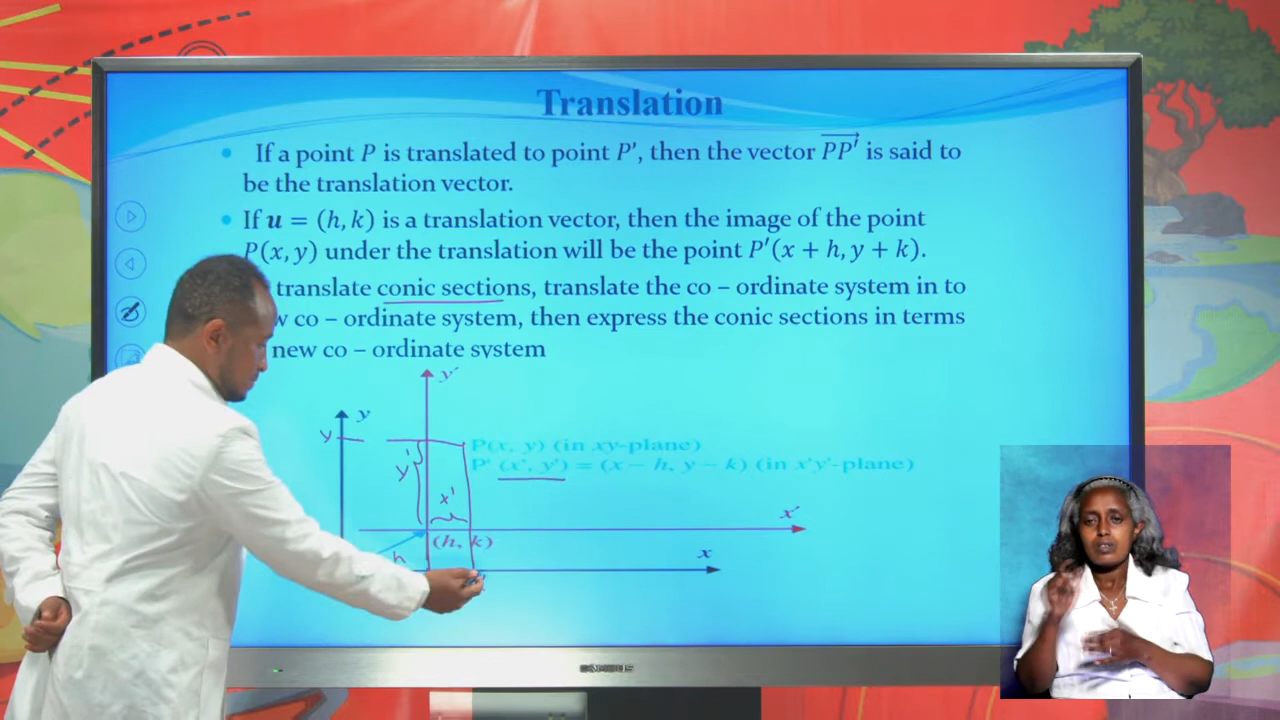 Translation
• If a point P is translated to point P′, then the vector PP′ is said to
be the translation vector.
• If u = (h, k) is a translation vector, then the image of the point
P(x, y) under the translation will be the point P′(x + h, y + k).
translate conic sections, translate the co – ordinate system in to
co – ordinate system, then express the conic sections in terms
new co – ordinate system
y'
y
y
P(x, y) (in xy-plane)
P' (x', y') = (x – h, y – k) (in x'y'-plane)
y'
x'
x'
(h, k)
h
x